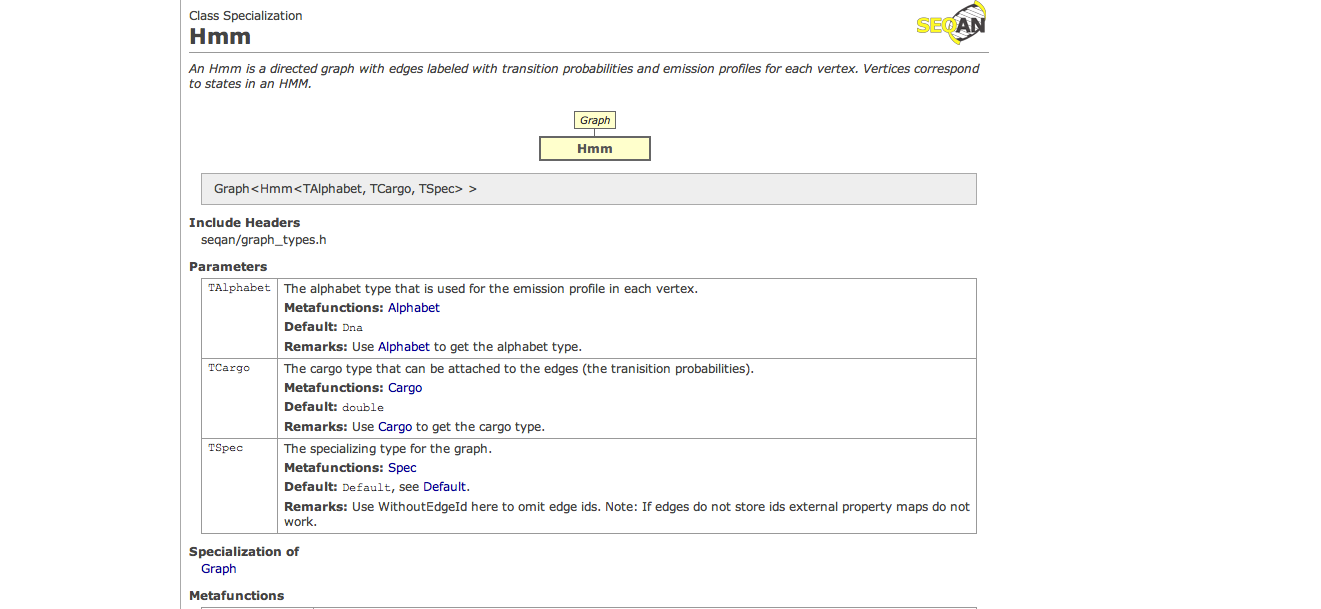 Class Specialization
SEQAN
Hmm
An Hmm is a directed graph with edges labeled with transition probabilities and emission profiles for each vertex. Vertices correspond
to states in an HMM.
Graph
Hmm
Graph<Hmm<TAlphabet, TCargo, TSpec> >
Include Headers
seqan/graph_types.h
Parameters
TAlphabet The alphabet type that is used for the emission profile in each vertex.
Metafunctions: Alphabet
Default: Dna
Remarks: Use Alphabet to get the alphabet type.
TCargo The cargo type that can be attached to the edges (the tranisition probabilities).
Metafunctions: Cargo
Default: double
Remarks: Use Cargo to get the cargo type.
TSpec The specializing type for the graph.
Metafunctions: Spec
Default: Default, see Default.
Remarks: Use WithoutEdgeId here to omit edge ids. Note: If edges do not store ids external property maps do not
work.
Specialization of
Graph
Metafunctions